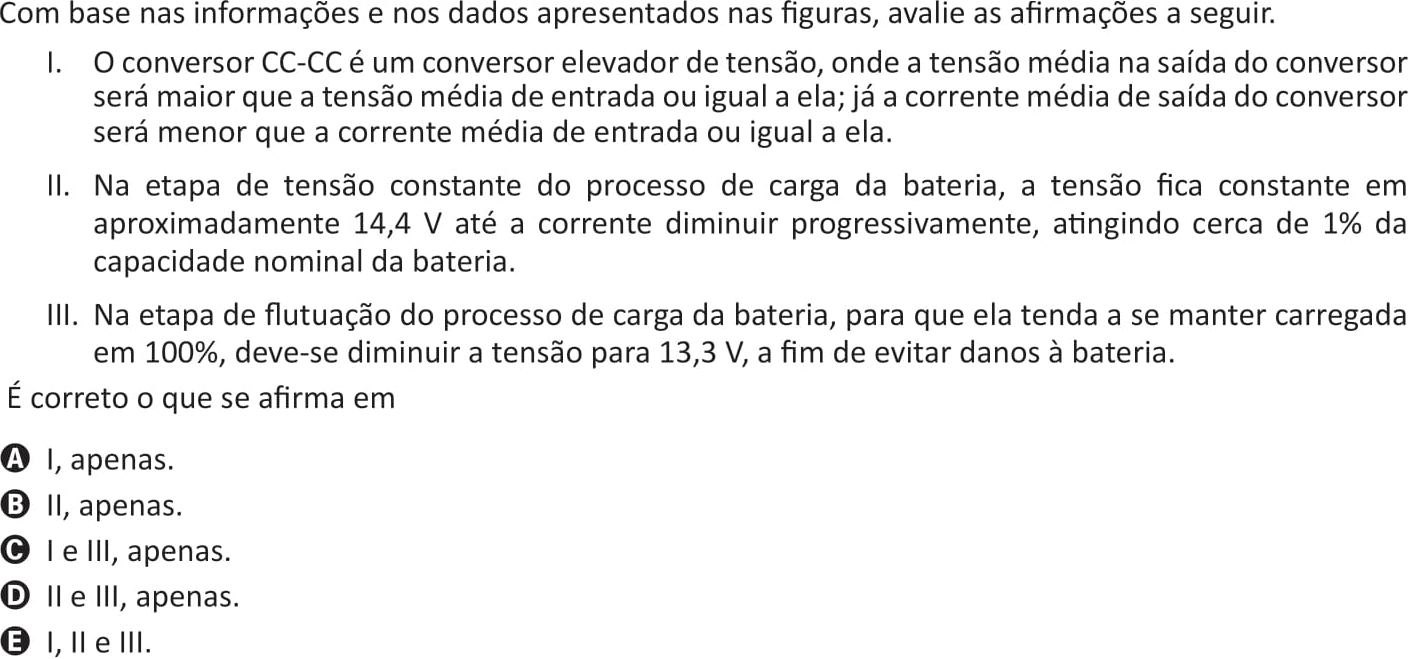 Com base nas informações e nos dados apresentados nas figuras, avalie as afirmações a seguir.
I. O conversor CC-CC é um conversor elevador de tensão, onde a tensão média na saída do conversor
será maior que a tensão média de entrada ou igual a ela; já a corrente média de saída do conversor
será menor que a corrente média de entrada ou igual a ela.
II. Na etapa de tensão constante do processo de carga da bateria, a tensão fica constante em
aproximadamente 14,4 V até a corrente diminuir progressivamente, atingindo cerca de 1% da
capacidade nominal da bateria.
III. Na etapa de flutuação do processo de carga da bateria, para que ela tenda a se manter carregada
em 100%, deve-se diminuir a tensão para 13,3 V, a fim de evitar danos à bateria.
É correto o que se afirma em
A I, apenas.
B II, apenas.
C I e III, apenas.
D II e III, apenas.
E I, II e III.